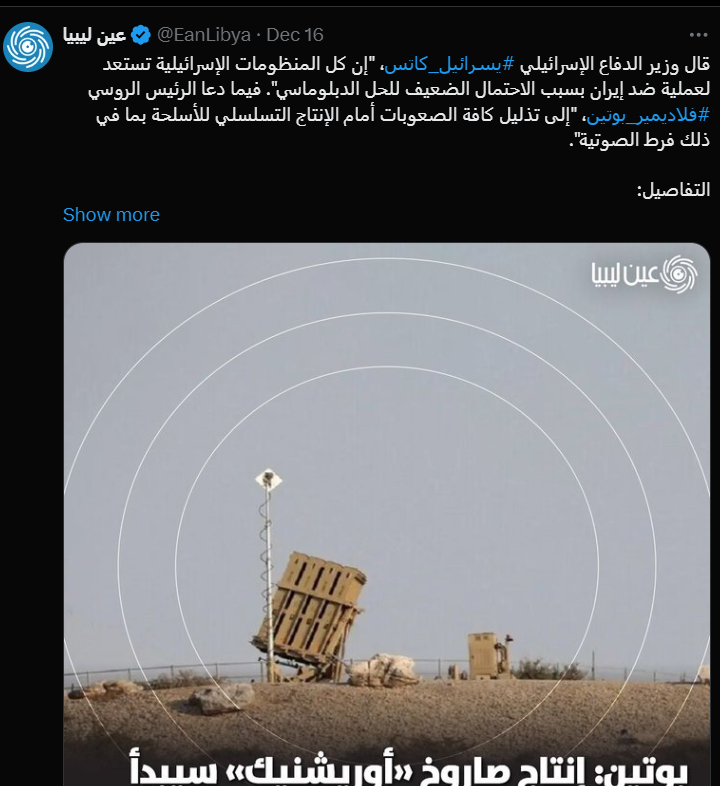 عين ليبيا @EanLibya · Dec 16
قال وزير الدفاع الإسرائيلي #يسرائيل_كاتس، "إن كل المنظومات الإسرائيلية تستعد
لعملية ضد إيران بسبب الاحتمال الضعيف للحل الدبلوماسي". فيما دعا الرئيس الروسي
#فلاديمير_بوتين، "إلى تذليل كافة الصعوبات أمام الإنتاج التسلسلي للأسلحة بما في
ذلك فرط الصوتية".
التفاصيل:
Show more
عين ليبيا
بوتين: إنتاج صاروخ «أوريشنيك» سيبدأ